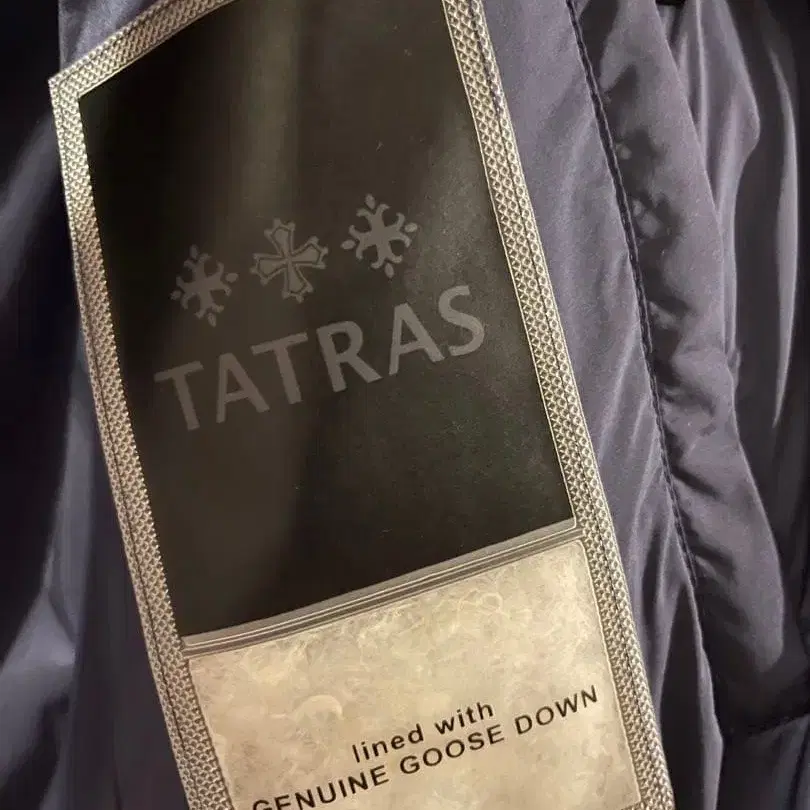 TATRAS
lined with
GENUINE GOOSE DOWN